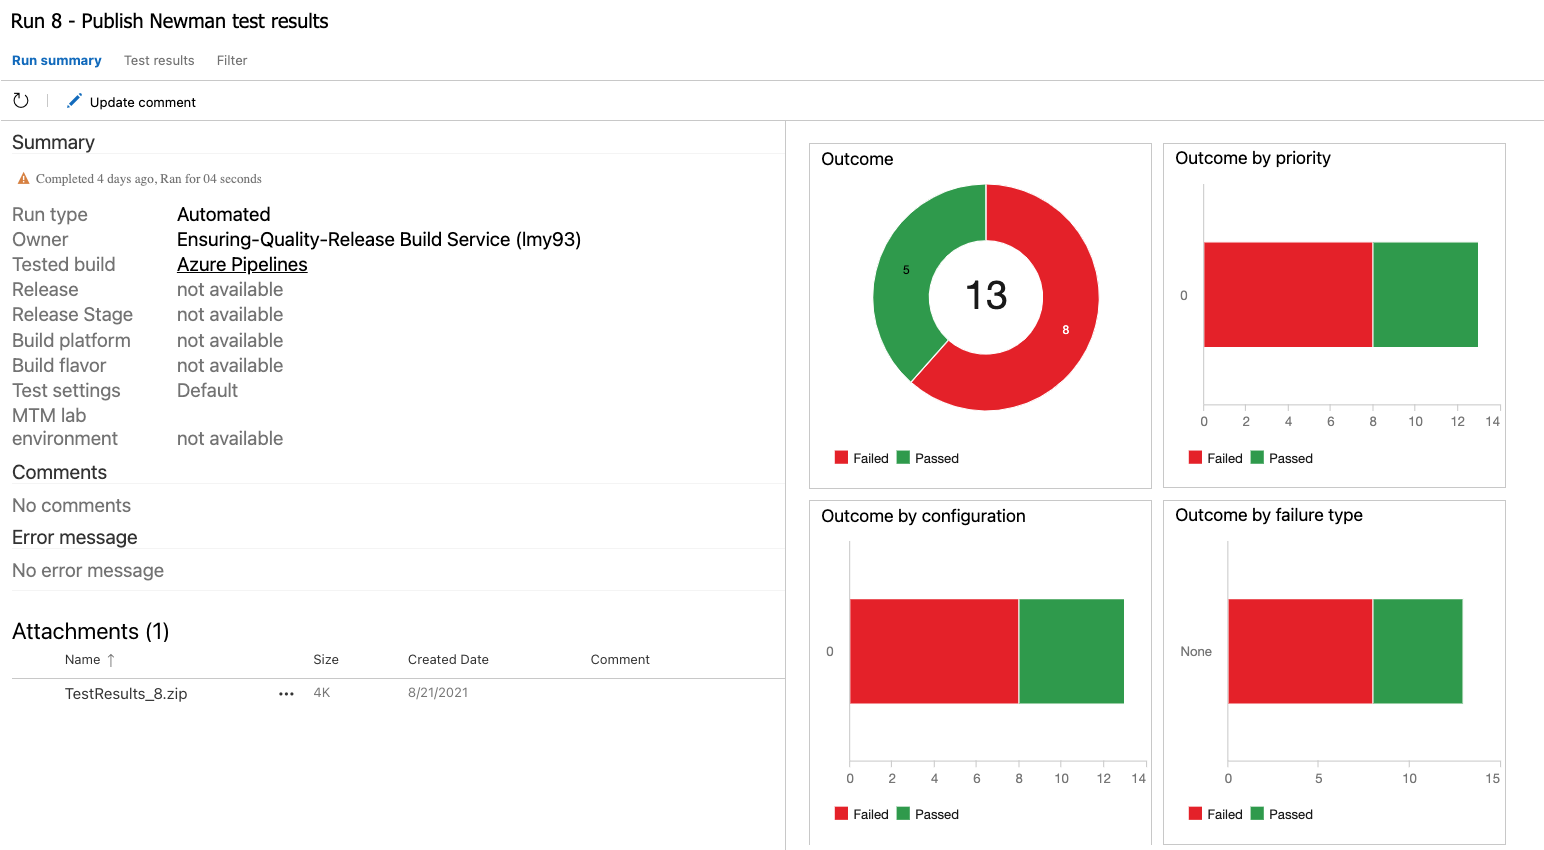 Run 8 - Publish Newman test results
Run summary Test results Filter
Update comment
Summary
Completed 4 days ago, Ran for 04 seconds
Run type Automated
Owner Ensuring-Quality-Release Build Service (lmy93)
Tested build Azure Pipelines
Release not available
Release Stage not available
Build platform not available
Build flavor not available
Test settings Default
MTM lab
environment not available
Comments
No comments
Error message
No error message
Attachments (1)
Name ↑ Size Created Date Comment
TestResults_8.zip ••• 4K 8/21/2021
Outcome
5
13
8
Failed Passed
Outcome by priority
0
0 2 4 6 8 10 12 14
Failed Passed
Outcome by configuration
0
0 2 4 6 8 10 12 14
Failed Passed
Outcome by failure type
None
0 5 10 15
Failed Passed